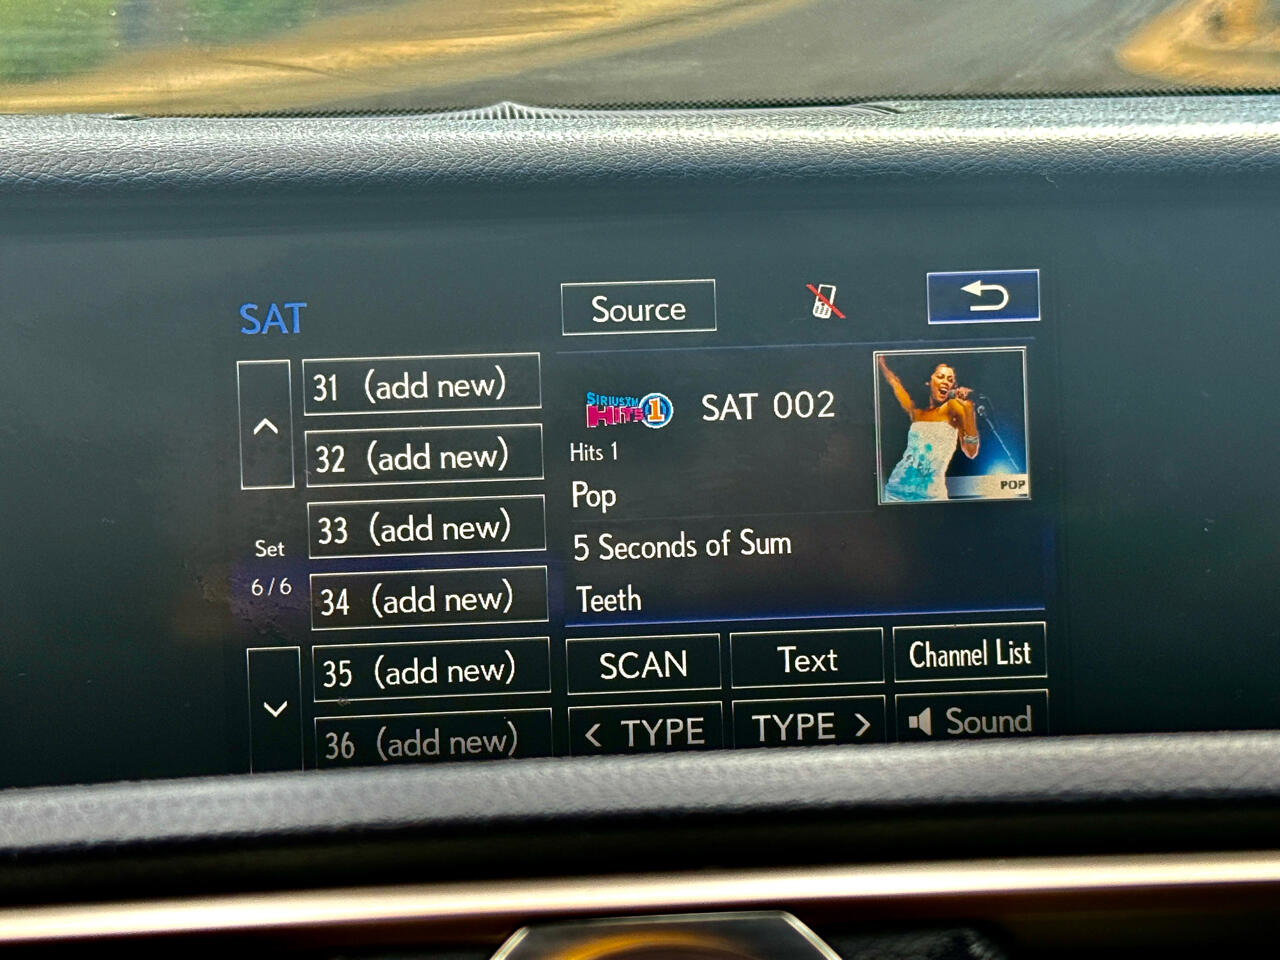 SAT
Source
31 (add new)
32 (add new)
33 (add new)
34 (add new)
35 (add new)
36 (add new)
Set
6/6
SIRIUSXM
HITS 1
SAT 002
Hits 1
Pop
POP
5 Seconds of Sum
Teeth
SCAN
Text
Channel List
< TYPE
TYPE >
Sound